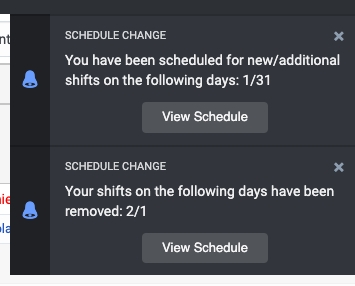 nt
SCHEDULE CHANGE
You have been scheduled for new/additional
shifts on the following days: 1/31
View Schedule
SCHEDULE CHANGE
Your shifts on the following days have been
removed: 2/1
View Schedule